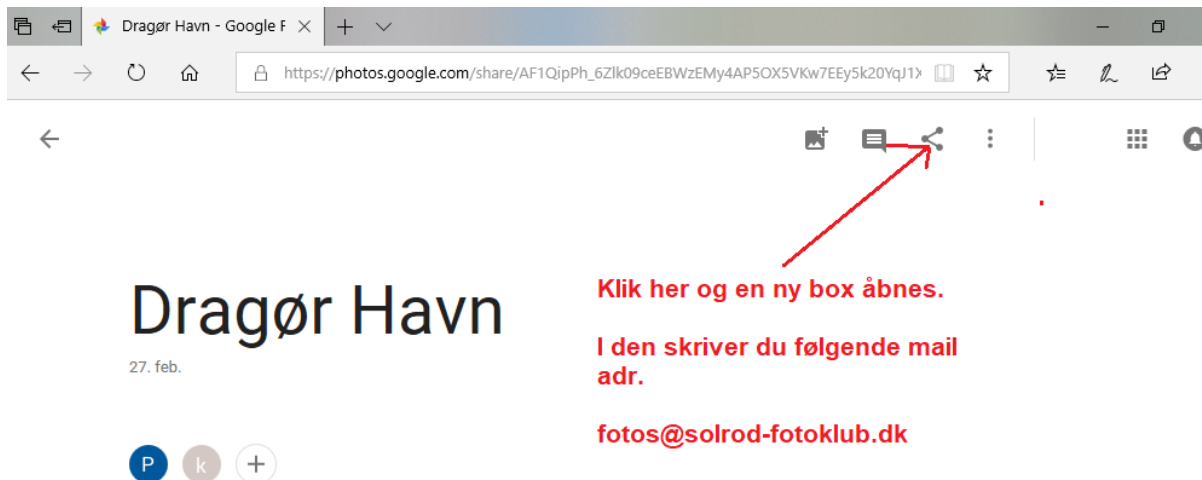 Dragør Havn - Google F
https://photos.google.com/share/AF1QipPh_6Zlk09ceEBWzEMy4AP5OX5VKw7EEy5k20YqJ1X
Dragør Havn
27. feb.
P k
Klik her og en ny box åbnes.
I den skriver du følgende mail
adr.
fotos@solrod-fotoklub.dk